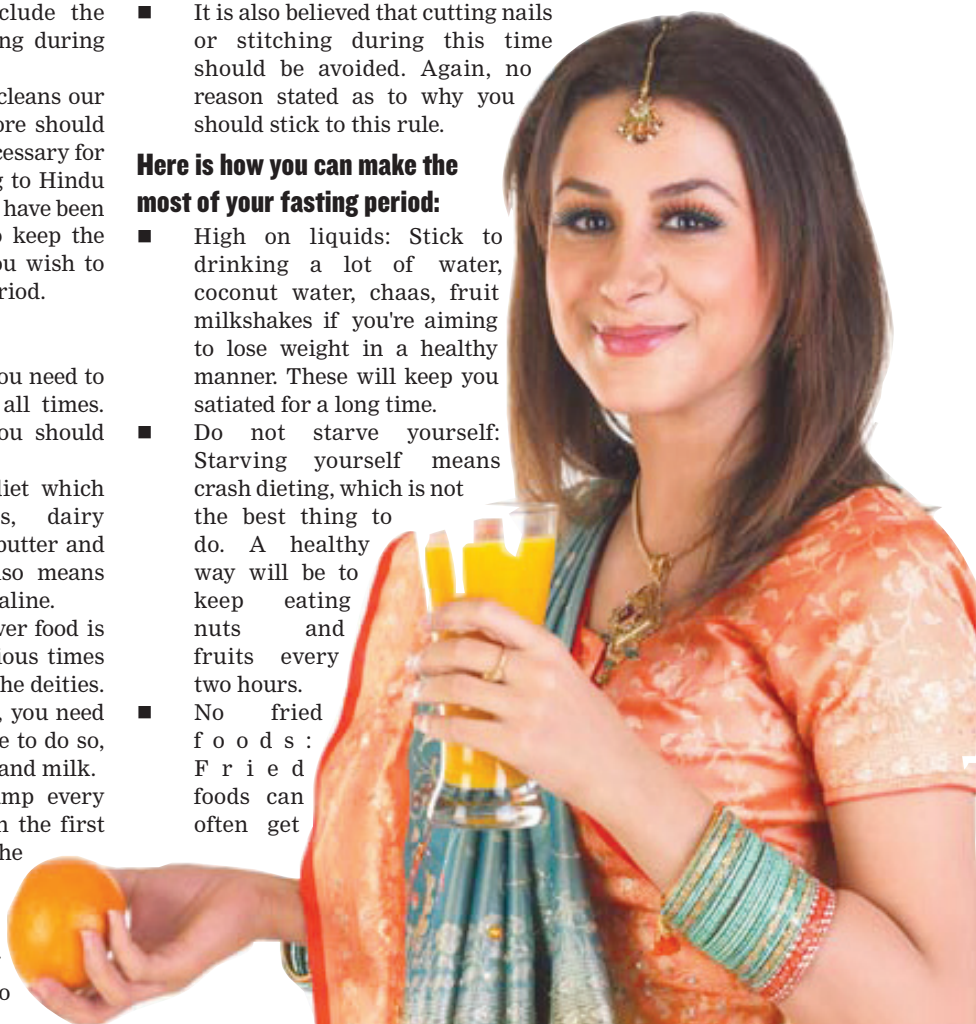 clude the
ng during
cleans our
ore should
cessary for
g to Hindu
have been
o keep the
ou wish to
riod.
ou need to
all times.
ou should
diet which
s, dairy
butter and
so means
aline.
ver food is
ious times
he deities.
, you need
e to do so,
and milk.
mp every
n the first
he
o
■ It is also believed that cutting nails
or stitching during this time
should be avoided. Again, no
reason stated as to why you
should stick to this rule.
Here is how you can make the
most of your fasting period:
■ High on liquids: Stick to
drinking a lot of water,
coconut water, chaas, fruit
milkshakes if you're aiming
to lose weight in a healthy
manner. These will keep you
satiated for a long time.
■ Do not starve yourself:
Starving yourself means
crash dieting, which is not
the best thing to
do. A healthy
way will be to
keep eating
nuts and
fruits every
two hours.
■ No fried
foods:
Fried
foods can
often get